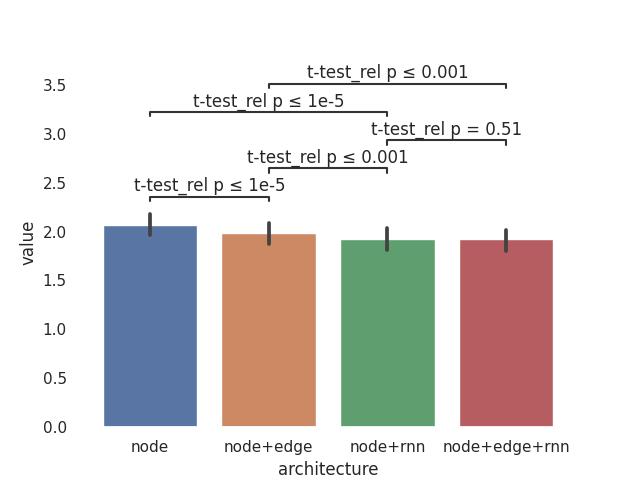 t-test_rel p ≤ 0.001
t-test_rel p ≤ 1e-5
t-test_rel p = 0.51
t-test_rel p ≤ 0.001
t-test_rel p ≤ 1e-5
3.5
3.0
2.5
2.0
1.5
1.0
0.5
0.0
value
node node+edge node+rnn node+edge+rnn
architecture